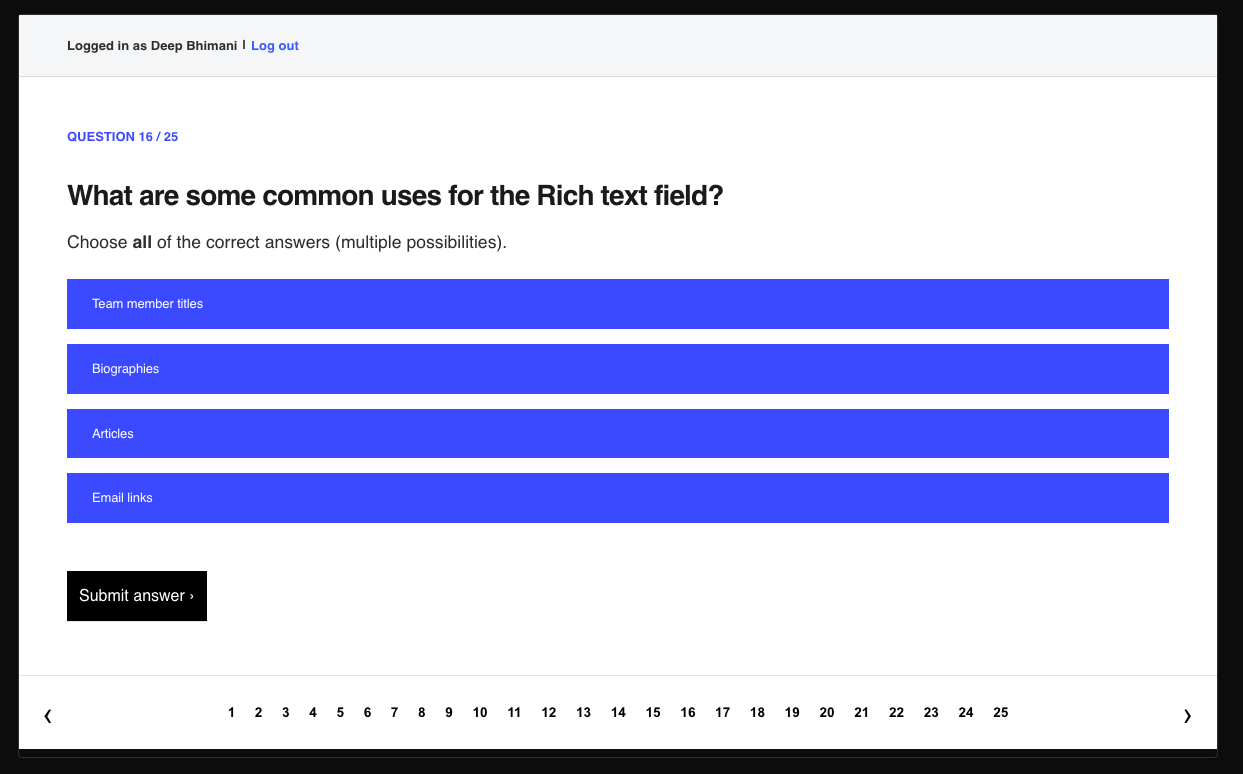 Logged in as Deep Bhimani | Log out
QUESTION 16 / 25
What are some common uses for the Rich text field?
Choose all of the correct answers (multiple possibilities).
Team member titles
Biographies
Articles
Email links
Submit answer ›
❮ 1 2 3 4 5 6 7 8 9 10 11 12 13 14 15 16 17 18 19 20 21 22 23 24 25 ❯